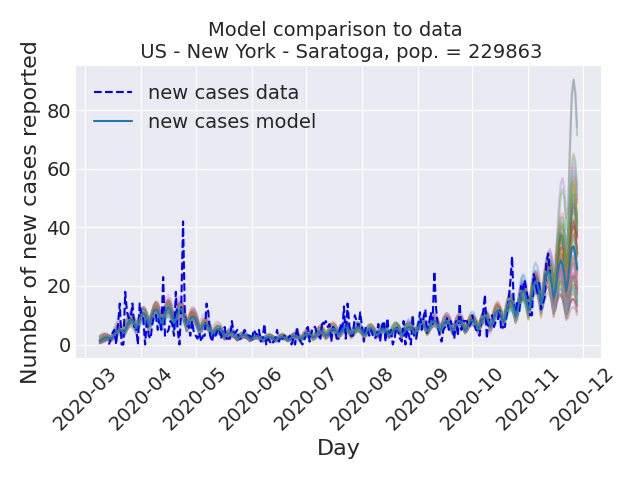 Model comparison to data
US - New York - Saratoga, pop. = 229863
Number of new cases reported
80
60
40
20
0
new cases data
new cases model
2020-03
2020-04
2020-05
2020-06
2020-07
2020-08
2020-09
2020-10
2020-11
2020-12
Day